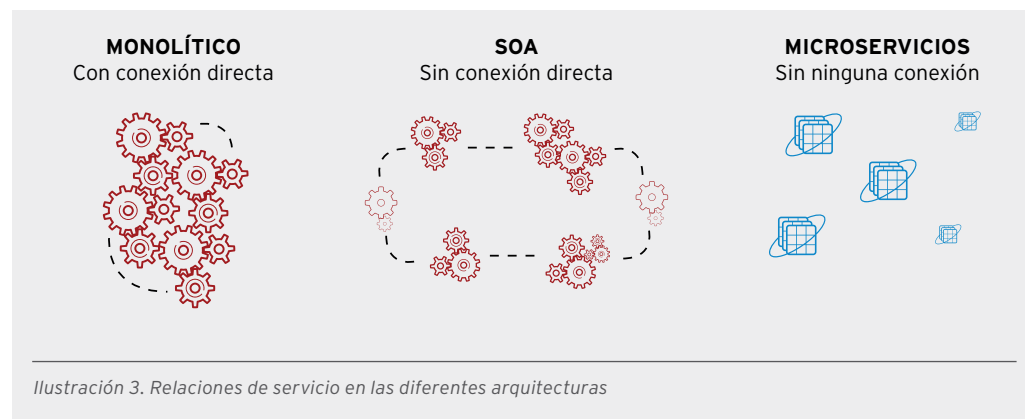 MONOLÍTICO
Con conexión directa
SOA
Sin conexión directa
MICROSERVICIOS
Sin ninguna conexión
Ilustración 3. Relaciones de servicio en las diferentes arquitecturas